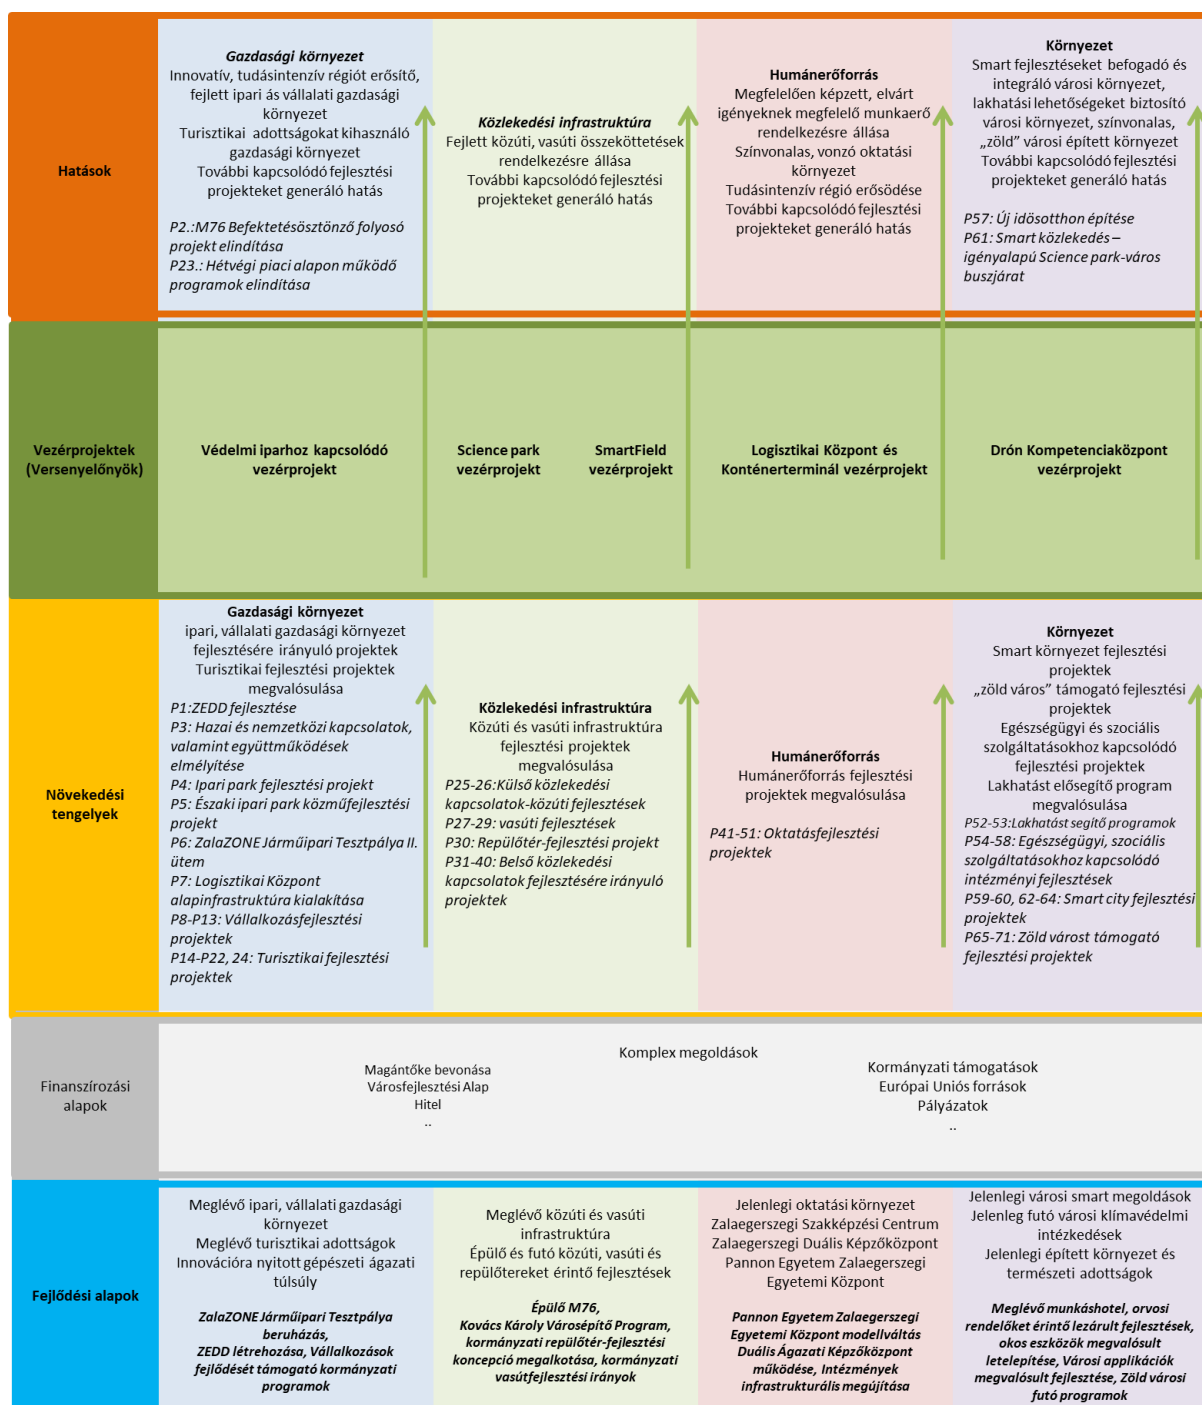 Hatások
Gazdasági környezet
Innovatív, tudásintenzív régiót erősítő,
fejlett ipari ás vállalati gazdasági
környezet
Turisztikai adottságokat kihasználó
gazdasági környezet
További kapcsolódó fejlesztési
projekteket generáló hatás
P2.:M76 Befektetésösztönző folyosó
projekt elindítása
P23.: Hétvégi piaci alapon működő
programok elindítása
Közlekedési infrastruktúra
Fejlett közúti, vasúti összeköttetések
rendelkezésre állása
További kapcsolódó fejlesztési
projekteket generáló hatás
Humánerőforrás
Megfelelően képzett, elvárt
igényeknek megfelelő munkaerő
rendelkezésre állása
Színvonalas, vonzó oktatási
környezet
Tudásintenzív régió erősödése
További kapcsolódó fejlesztési
projekteket generáló hatás
Környezet
Smart fejlesztéseket befogadó és
integráló városi környezet,
lakhatási lehetőségeket biztosító
városi környezet, színvonalas,
„zöld” városi épített környezet
További kapcsolódó fejlesztési
projekteket generáló hatás
P57: Új idösotthon építése
P61: Smart közlekedés –
igényalapú Science park-város
buszjárat
Vezérprojektek
(Versenyelőnyök)
Védelmi iparhoz kapcsolódó
vezérprojekt
Science park
vezérprojekt
SmartField
vezérprojekt
Logisztikai Központ és
Konténerterminál vezérprojekt
Drón Kompetenciaközpont
vezérprojekt
Növekedési
tengelyek
Gazdasági környezet
ipari, vállalati gazdasági környezet
fejlesztésére irányuló projektek
Turisztikai fejlesztési projektek
megvalósulása
P1:ZEDD fejlesztése
P3: Hazai és nemzetközi kapcsolatok,
valamint együttműködések
elmélyítése
P4: Ipari park fejlesztési projekt
P5: Északi ipari park közműfejlesztési
projekt
P6: ZalaZONE Járműipari Tesztpálya II.
ütem
P7: Logisztikai Központ
alapinfrastruktúra kialakítása
P8-P13: Vállalkozásfejlesztési
projektek
P14-P22, 24: Turisztikai fejlesztési
projektek
Közlekedési infrastruktúra
Közúti és vasúti infrastruktúra
fejlesztési projektek
megvalósulása
P25-26:Külső közlekedési
kapcsolatok-közúti fejlesztések
P27-29: vasúti fejlesztések
P30: Repülőtér-fejlesztési projekt
P31-40: Belső közlekedési
kapcsolatok fejlesztésére irányuló
projektek
Humánerőforrás
Humánerőforrás fejlesztési
projektek megvalósulása
P41-51: Oktatásfejlesztési
projektek
Környezet
Smart környezet fejlesztési
projektek
„zöld város” támogató fejlesztési
projektek
Egészségügyi és szociális
szolgáltatásokhoz kapcsolódó
fejlesztési projektek
Lakhatást elősegítő program
megvalósulása
P52-53:Lakhatást segítő programok
P54-58: Egészségügyi, szociális
szolgáltatásokhoz kapcsolódó
intézményi fejlesztések
P59-60, 62-64: Smart city fejlesztési
projektek
P65-71: Zöld várost támogató
fejlesztési projektek
Finanszírozási
alapok
Komplex megoldások
Magántőke bevonása
Városfejlesztési Alap
Hitel
..
Kormányzati támogatások
Európai Uniós források
Pályázatok
..
Fejlődési alapok
Meglévő ipari, vállalati gazdasági
környezet
Meglévő turisztikai adottságok
Innovációra nyitott gépészeti ágazati
túlsúly
ZalaZONE Járműipari Tesztpálya
beruházás,
ZEDD létrehozása, Vállalkozások
fejlődését támogató kormányzati
programok
Meglévő közúti és vasúti
infrastruktúra
Épülő és futó közúti, vasúti és
repülőtereket érintő fejlesztések
Épülő M76,
Kovács Károly Városépítő Program,
kormányzati repülőtér-fejlesztési
koncepció megalkotása, kormányzati
vasútfejlesztési irányok
Jelenlegi oktatási környezet
Zalaegerszegi Szakképzési Centrum
Zalaegerszegi Duális Képzőközpont
Pannon Egyetem Zalaegerszegi
Egyetemi Központ
Pannon Egyetem Zalaegerszegi
Egyetemi Központ modellváltás
Duális Ágazati Képzőközpont
működése, Intézmények
infrastrukturális megújítása
Jelenlegi városi smart megoldások
Jelenleg futó városi klímavédelmi
intézkedések
Jelenlegi épített környezet és
természeti adottságok
Meglévő munkáshotel, orvosi
rendelőket érintő lezárult fejlesztések,
okos eszközök megvalósult
letelepítése, Városi applikációk
megvalósult fejlesztése, Zöld városi
futó programok